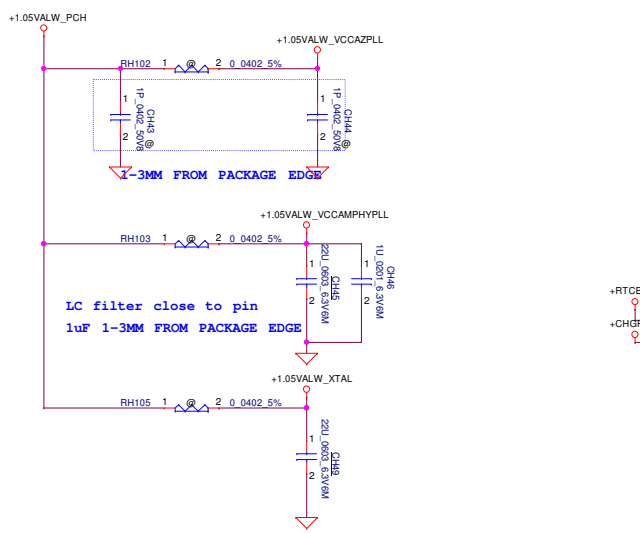 +1.05VALW_PCH
+1.05VALW_VCCAZPLL
RH102 1 @ 2 0_0402_5%
1 1P_0402_50V8 CH43 2 @
1 1P_0402_50V8 CH44 2 @
1-3MM FROM PACKAGE EDGE
+1.05VALW_VCCAMPHYPLL
RH103 1 @ 2 0_0402_5%
1 22U_0603_6.3V6M CH45 2
1 1U_0201_6.3V6M CH46 2
LC filter close to pin
1uF 1-3MM FROM PACKAGE EDGE
+RTCB
+CHGR
+1.05VALW_XTAL
RH105 1 @ 2 0_0402_5%
1 22U_0603_6.3V6M CH49 2